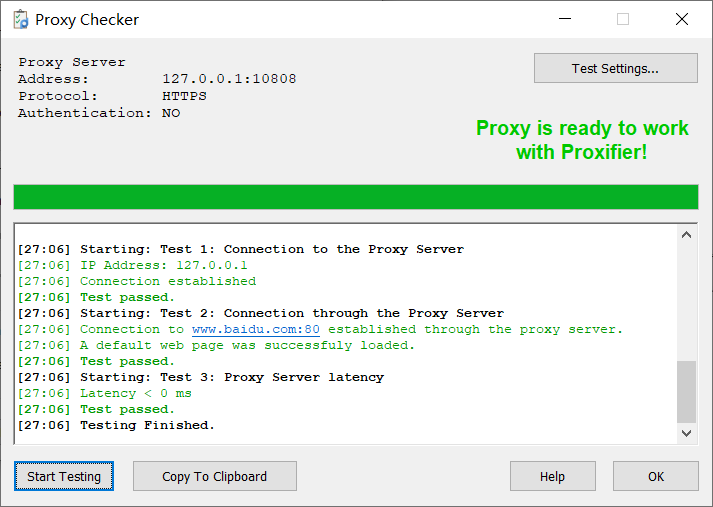 Proxy Checker
Proxy Server
Address: 127.0.0.1:10808
Protocol: HTTPS
Authentication: NO
Test Settings...
Proxy is ready to work
with Proxifier!
[27:06] Starting: Test 1: Connection to the Proxy Server
[27:06] IP Address: 127.0.0.1
[27:06] Connection established
[27:06] Test passed.
[27:06] Starting: Test 2: Connection through the Proxy Server
[27:06] Connection to www.baidu.com:80 established through the proxy server.
[27:06] A default web page was successfuly loaded.
[27:06] Test passed.
[27:06] Starting: Test 3: Proxy Server latency
[27:06] Latency < 0 ms
[27:06] Test passed.
[27:06] Testing Finished.
Start Testing
Copy To Clipboard
Help
OK